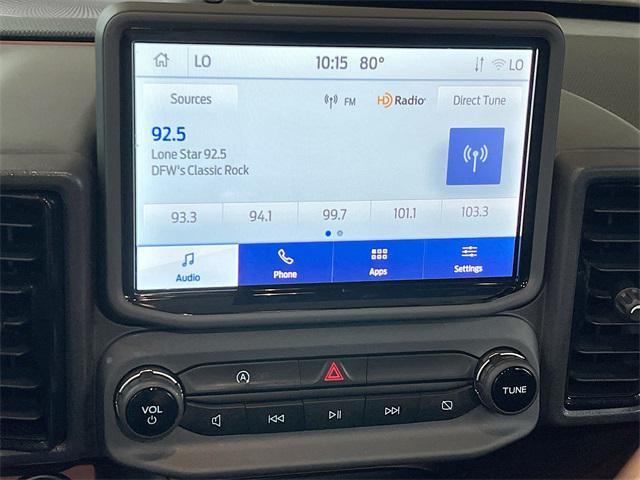 LO 10:15 80° LO
Sources FM HD Radio Direct Tune
92.5
Lone Star 92.5
DFW's Classic Rock
93.3 94.1 99.7 101.1 103.3
Audio Phone Apps Settings
A
VOL TUNE